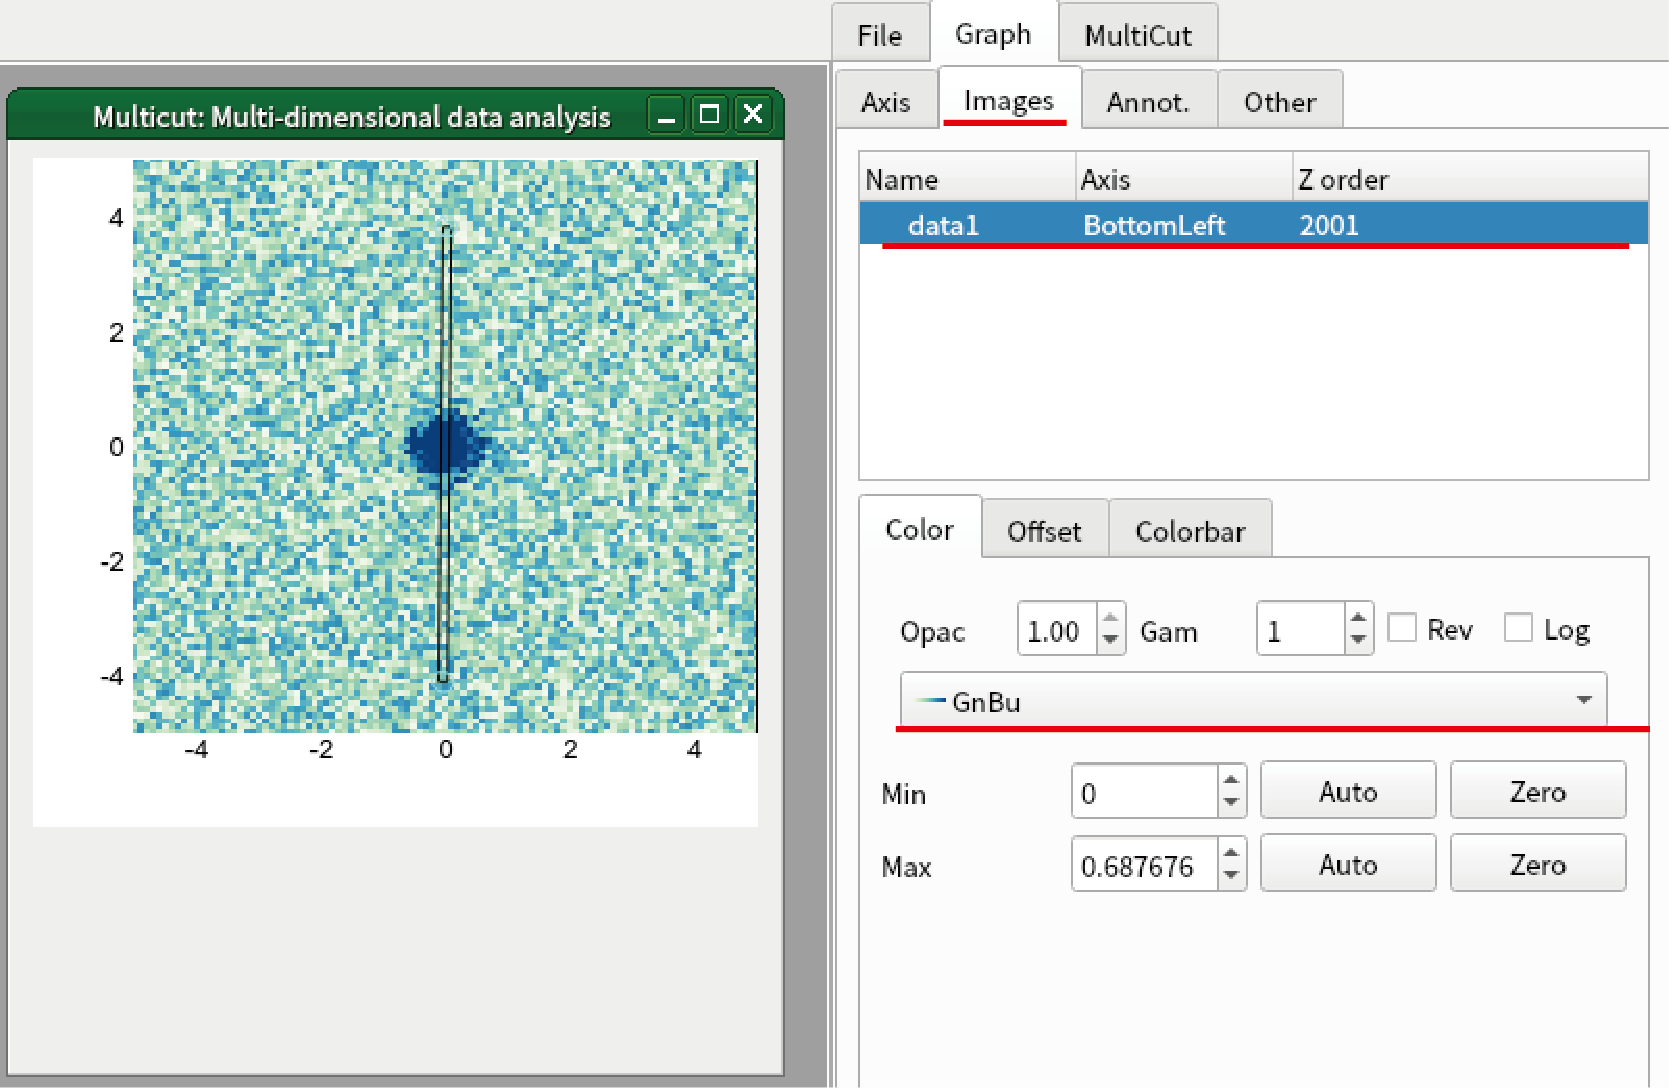 File Graph MultiCut
Axis Images Annot. Other
Multicut: Multi-dimensional data analysis
4
2
0
-2
-4
-4 -2 0 2 4
Name Axis Z order
data1 BottomLeft 2001
Color Offset Colorbar
Opac 1.00 Gam 1 Rev Log
GnBu
Min 0 Auto Zero
Max 0.687676 Auto Zero